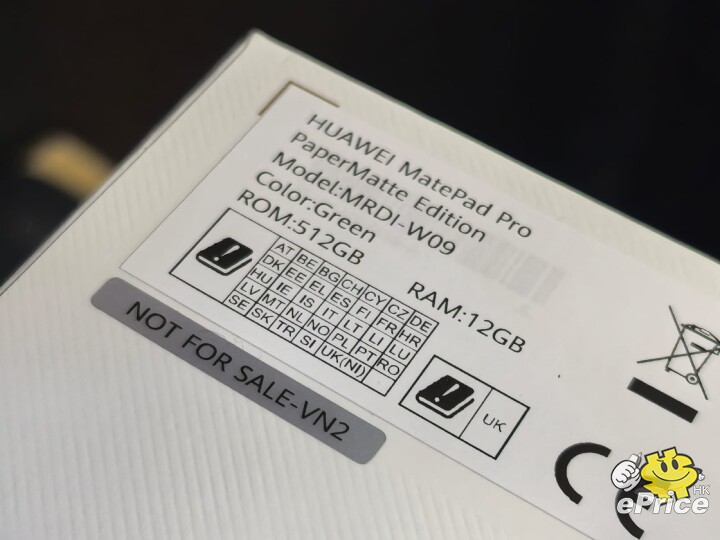 HUAWEI MatePad Pro
PaperMatte Edition
Model:MRDI-W09
Color:Green
ROM:512GB RAM:12GB
AT BE BG CH CY CZ DE
DK EE EL ES FI FR HR
HU IE IS IT LT LI LU
LV MT NL NO PL PT RO
SE SK TR SI UK(NI)
UK
NOT FOR SALE-VN2
CE
HK
ePrice